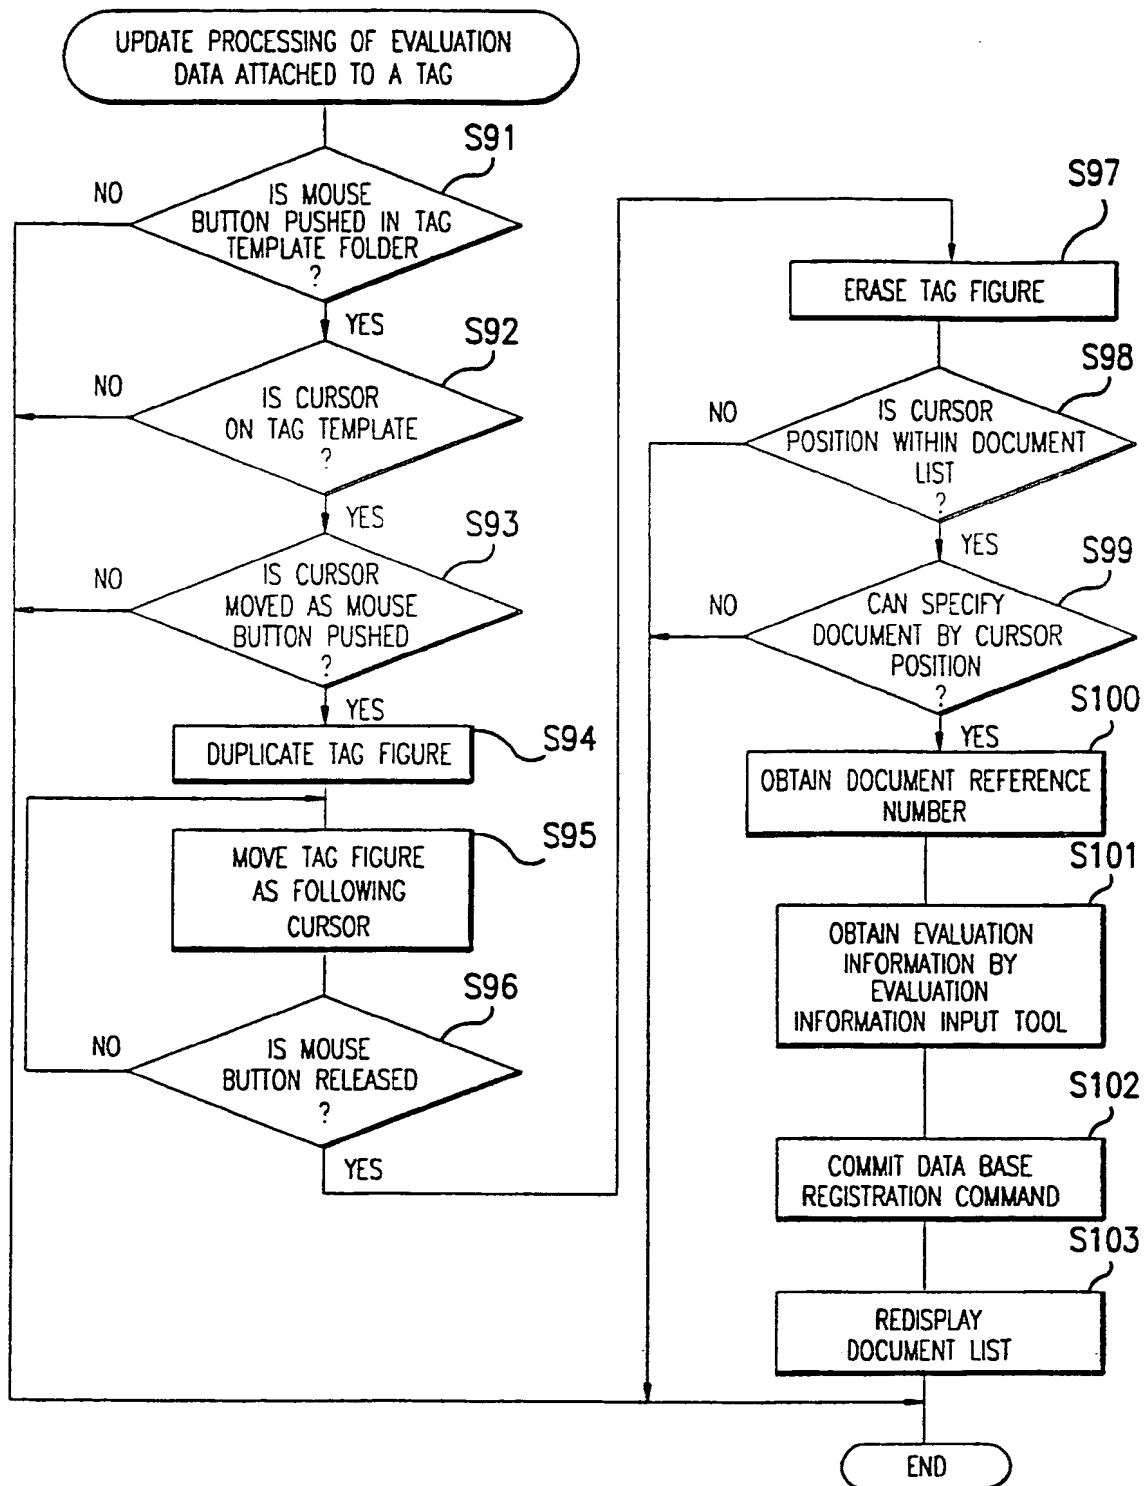 UPDATE PROCESSING OF EVALUATION
DATA ATTACHED TO A TAG
S91
NO
IS MOUSE
BUTTON PUSHED IN TAG
TEMPLATE FOLDER
?
YES
S92
NO
IS CURSOR
ON TAG TEMPLATE
?
YES
S93
NO
IS CURSOR
MOVED AS MOUSE
BUTTON PUSHED
?
YES
DUPLICATE TAG FIGURE
S94
S95
MOVE TAG FIGURE
AS FOLLOWING
CURSOR
S96
NO
IS MOUSE
BUTTON RELEASED
?
YES
S97
ERASE TAG FIGURE
S98
NO
IS CURSOR
POSITION WITHIN DOCUMENT
LIST
?
YES
S99
NO
CAN SPECIFY
DOCUMENT BY CURSOR
POSITION
?
YES
S100
OBTAIN DOCUMENT REFERENCE
NUMBER
S101
OBTAIN EVALUATION
INFORMATION BY
EVALUATION
INFORMATION INPUT TOOL
S102
COMMIT DATA BASE
REGISTRATION COMMAND
S103
REDISPLAY
DOCUMENT LIST
END